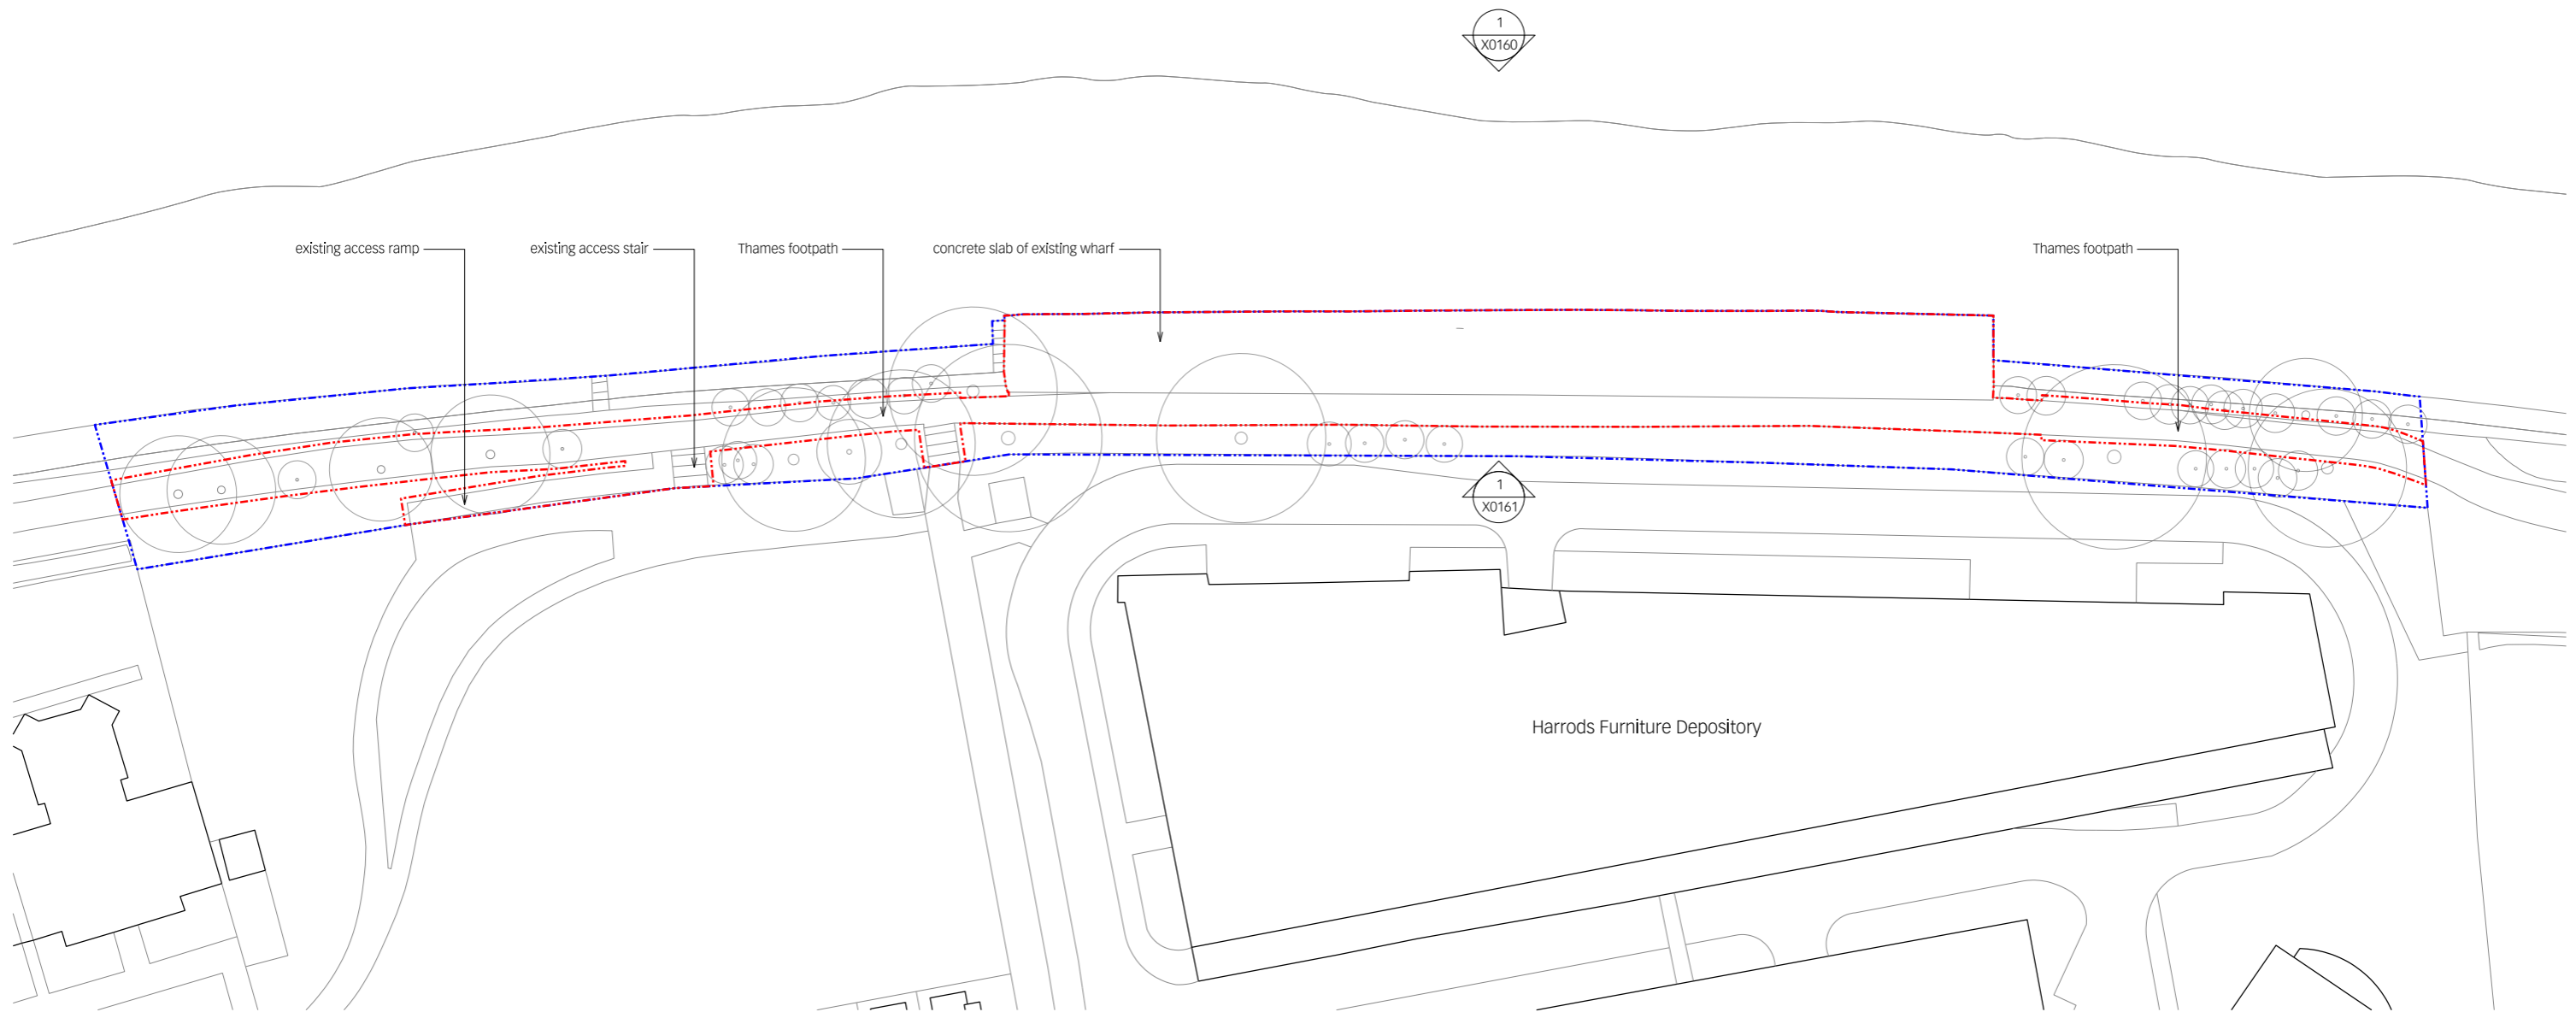 1
X0160
existing access ramp
existing access stair
Thames footpath
concrete slab of existing wharf
Thames footpath
1
X0161
Harrods Furniture Depository